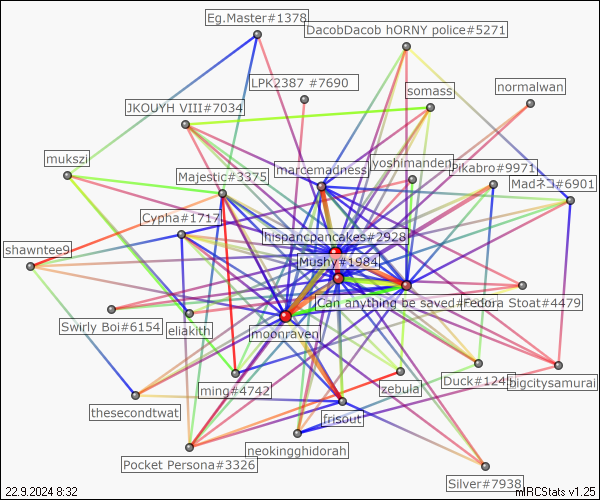 Eg.Master#1378
DacobDacob hORNY police#5271
LPK2387 #7690
normalwan
somass
JKOUYH VIII#7034
mukszi
marcemadness
yoshimanden
Pikabro#9971
Majestic#3375
Madネコ#6901
Cypha#1717
hispancpancakes#2928
shawntee9
Mushy#1984
Can anything be saved#
Fedora Stoat#4479
Swirly Boi#6154
eliakith
moonraven
ming#4742
zebulal
Duck#124
bigcitysamurai
thesecondtwat
frisout
neokingghidorah
Pocket Persona#3326
Silver#7938
22.9.2024 8:32
mIRCStats v1.25